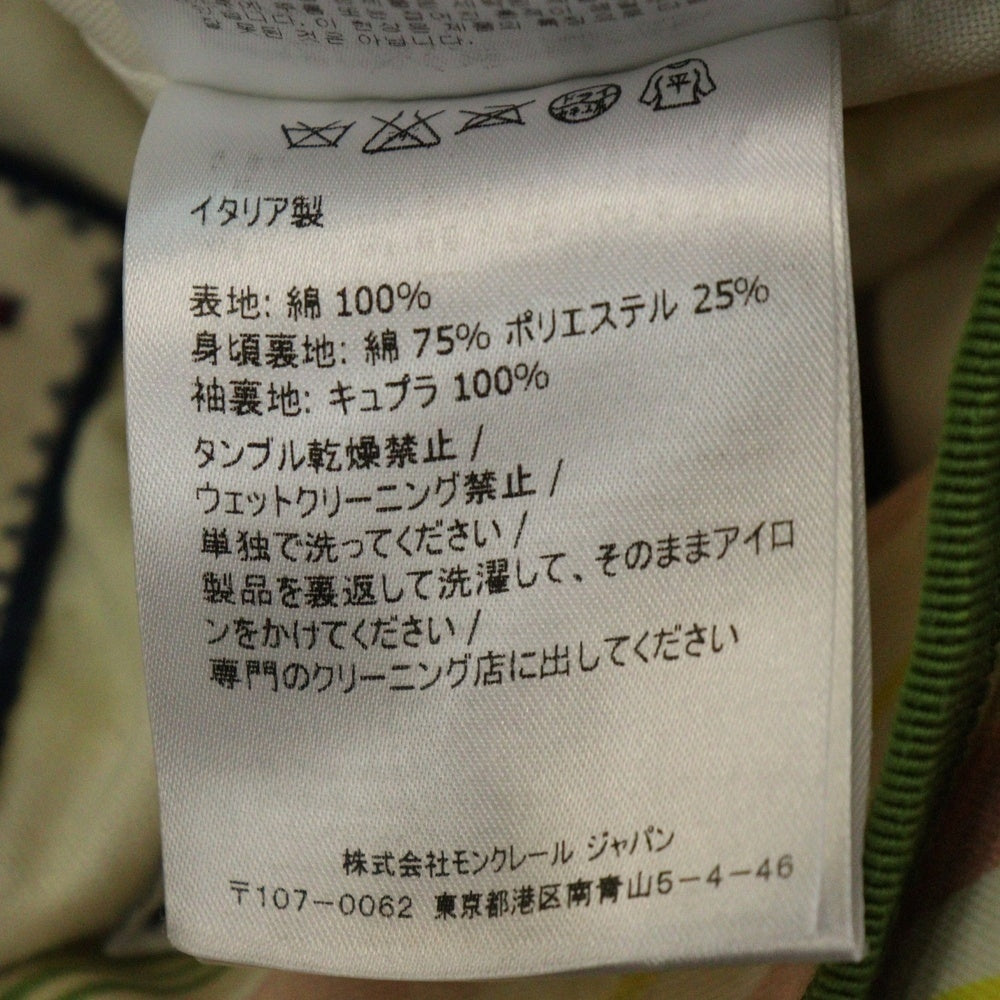 아닙니다.
平
イタリア製
表地: 綿 100%
身頃裏地: 綿 75% ポリエステル 25%
袖裏地: キュプラ 100%
タンブル乾燥禁止 /
ウェットクリーニング禁止 /
単独で洗ってください /
製品を裏返して洗濯して、そのままアイロ
ンをかけてください /
専門のクリーニング店に出してください
株式会社モンクレール ジャパン
〒107-0062 東京都港区南青山5-4-46